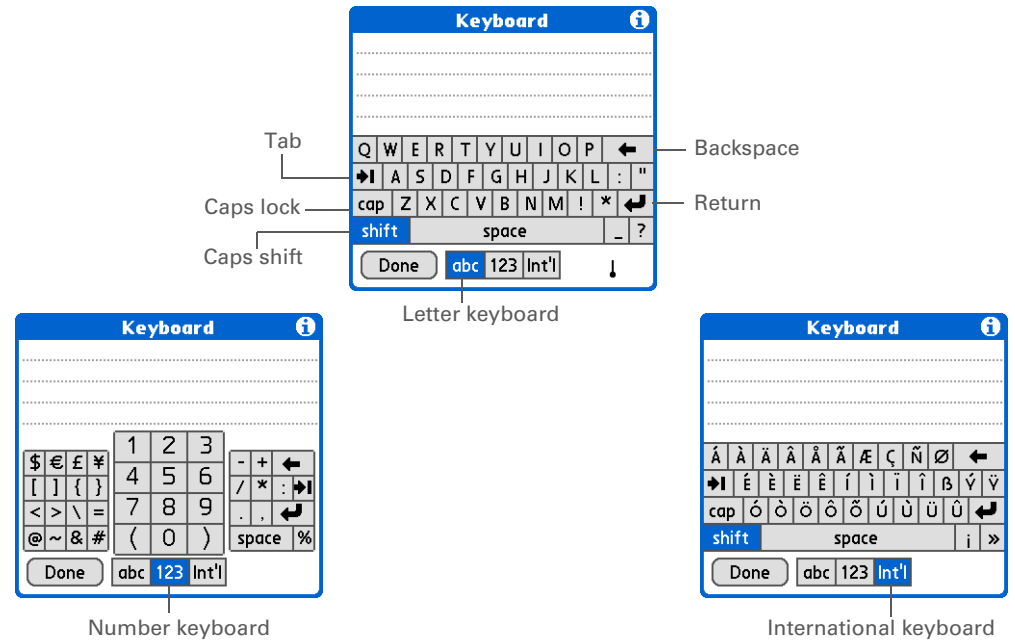 Keyboard
Q W E R T Y U I O P
Tab
Backspace
A S D F G H J K L : "
Caps lock
cap Z X C V B N M ! *
Return
shift space _ ?
Caps shift
Done abc 123 Int'l
Letter keyboard
Keyboard
1 2 3
$ € £ ¥ - +
4 5 6
[ ] { } / * :
7 8 9
< > \ = . ,
@ ~ & # ( 0 ) space %
Done abc 123 Int'l
Number keyboard
Keyboard
Á À Ä Â Å Ã Æ Ç Ñ Ø
É È Ë Ê Í Ì Ï Î ß Ý Ÿ
cap Ó Ò Ö Ô Õ Ú Ù Ü Û
shift space ¡ »
Done abc 123 Int'l
International keyboard